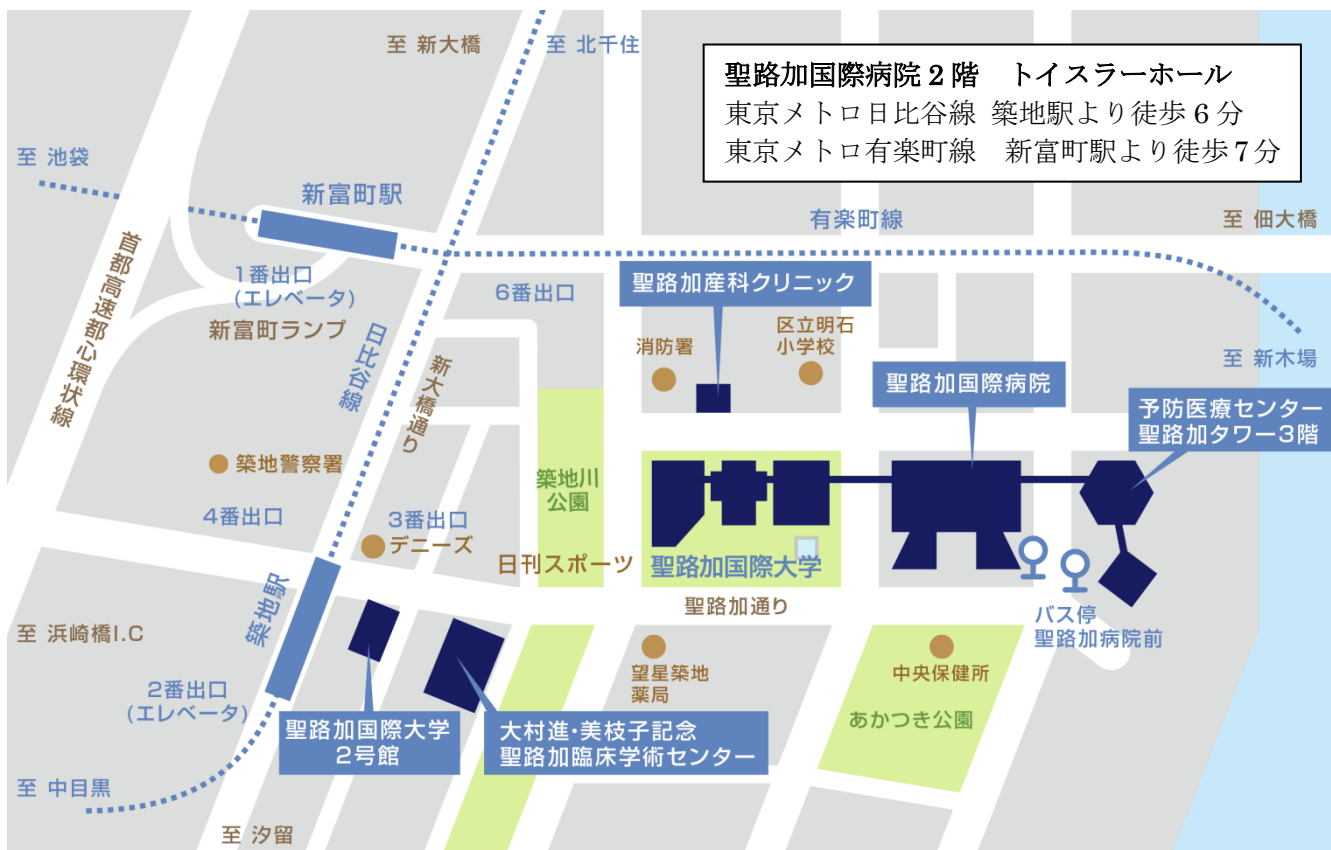 至 新大橋
至 北千住
聖路加国際病院 2 階　トイスラーホール
東京メトロ日比谷線 築地駅より徒歩 6 分
東京メトロ有楽町線　新富町駅より徒歩 7 分
至 池袋
新富町駅
有楽町線
至 佃大橋
首都高速都心環状線
1番出口
(エレベータ)
6番出口
聖路加産科クリニック
新富町ランプ
日比谷線
新大橋通り
消防署
区立明石
小学校
聖路加国際病院
至 新木場
予防医療センター
聖路加タワー3階
築地警察署
築地川
公園
4番出口
3番出口
デニーズ
日刊スポーツ
聖路加国際大学
聖路加通り
バス停
聖路加病院前
築地駅
至 浜崎橋I.C
望星築地
薬局
中央保健所
2番出口
(エレベータ)
聖路加国際大学
2号館
大村進・美枝子記念
聖路加臨床学術センター
あかつき公園
至 中目黒
至 汐留